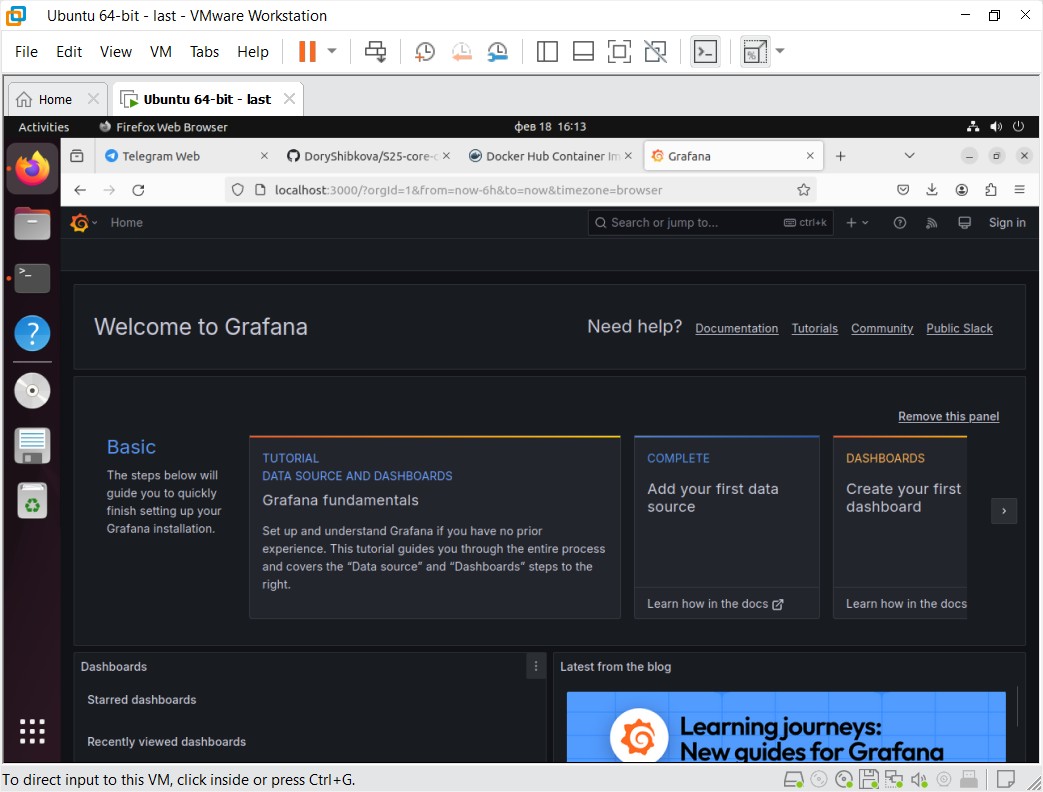 Ubuntu 64-bit - last - VMware Workstation
File Edit View VM Tabs Help
Home
Ubuntu 64-bit - last
Activities
Firefox Web Browser
фев 18 16:13
Telegram Web
DoryShibkova/S25-core-c
Docker Hub Container Im
Grafana
localhost:3000/?orgId=1&from=now-6h&to=now&timezone=browser
Home
Search or jump to...
ctrl+k
Sign in
Welcome to Grafana
Need help? Documentation Tutorials Community Public Slack
Remove this panel
Basic
The steps below will
guide you to quickly
finish setting up your
Grafana installation.
TUTORIAL
DATA SOURCE AND DASHBOARDS
Grafana fundamentals
Set up and understand Grafana if you have no prior
experience. This tutorial guides you through the entire process
and covers the “Data source” and “Dashboards” steps to the
right.
COMPLETE
Add your first data
source
Learn how in the docs
DASHBOARDS
Create your first
dashboard
Learn how in the docs
Dashboards
Starred dashboards
Recently viewed dashboards
Latest from the blog
Learning journeys:
New guides for Grafana
To direct input to this VM, click inside or press Ctrl+G.